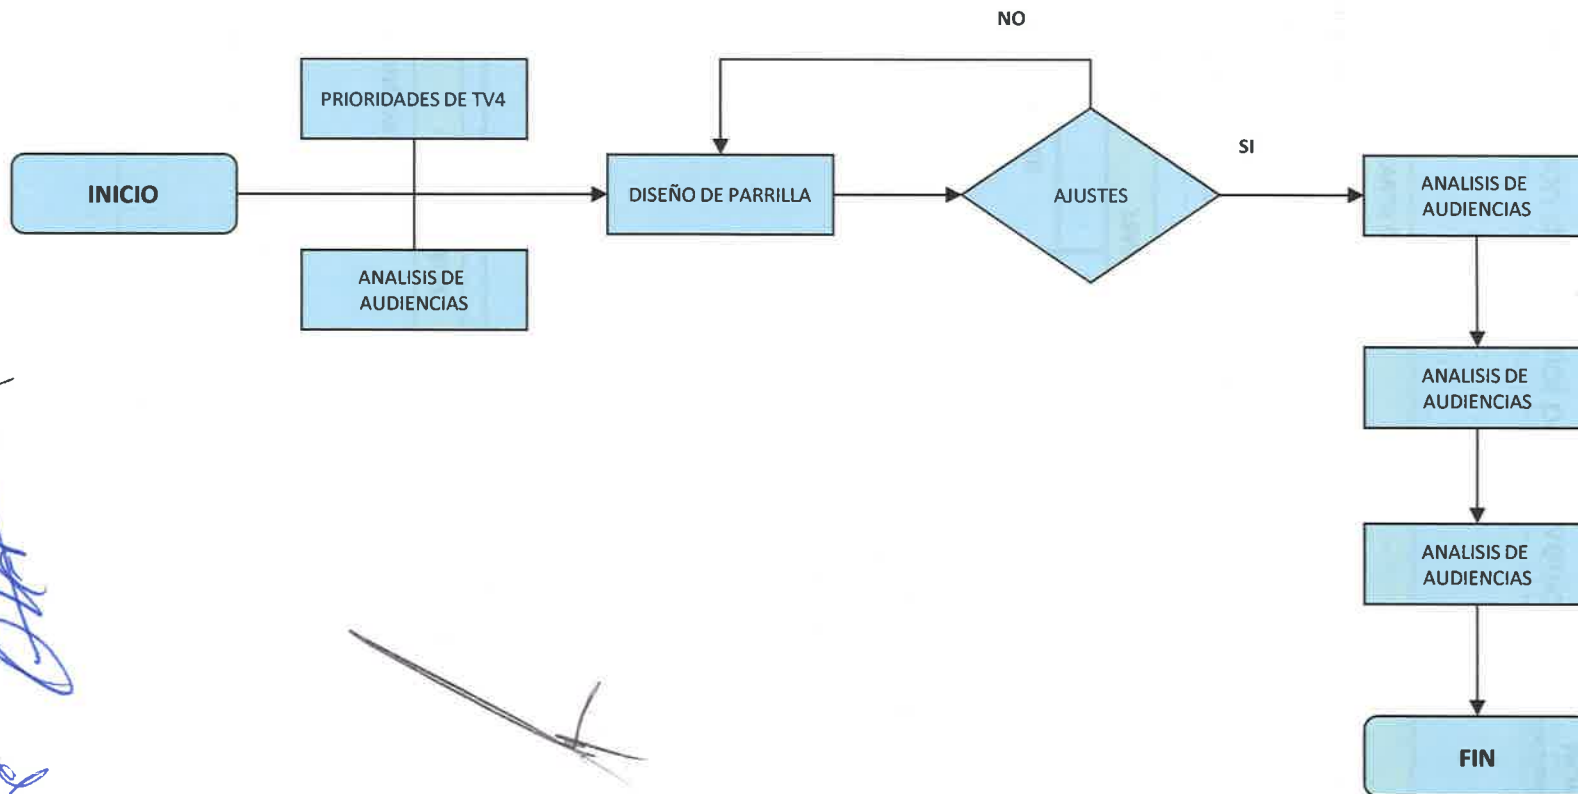 NO
PRIORIDADES DE TV4
SI
INICIO
DISEÑO DE PARRILLA
AJUSTES
ANALISIS DE
AUDIENCIAS
ANALISIS DE
AUDIENCIAS
ANALISIS DE
AUDIENCIAS
ANALISIS DE
AUDIENCIAS
FIN